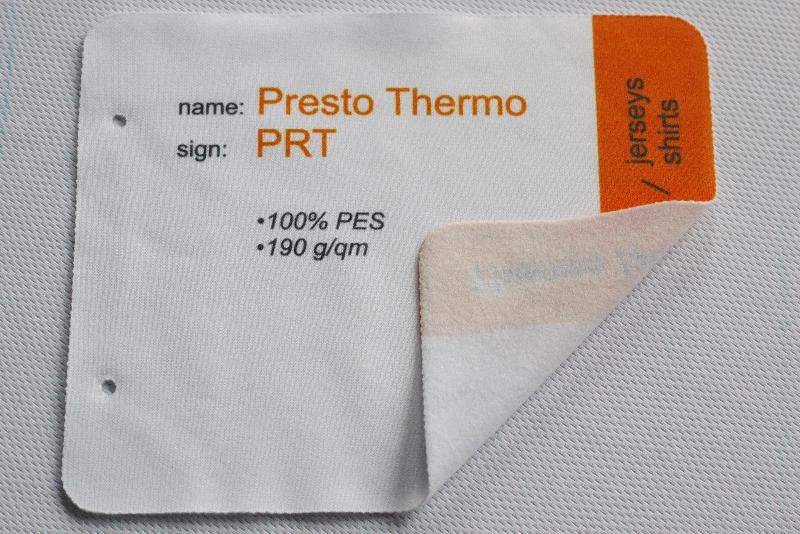 name: Presto Thermo
sign: PRT
•100% PES
•190 g/qm
/ jerseys
shirts